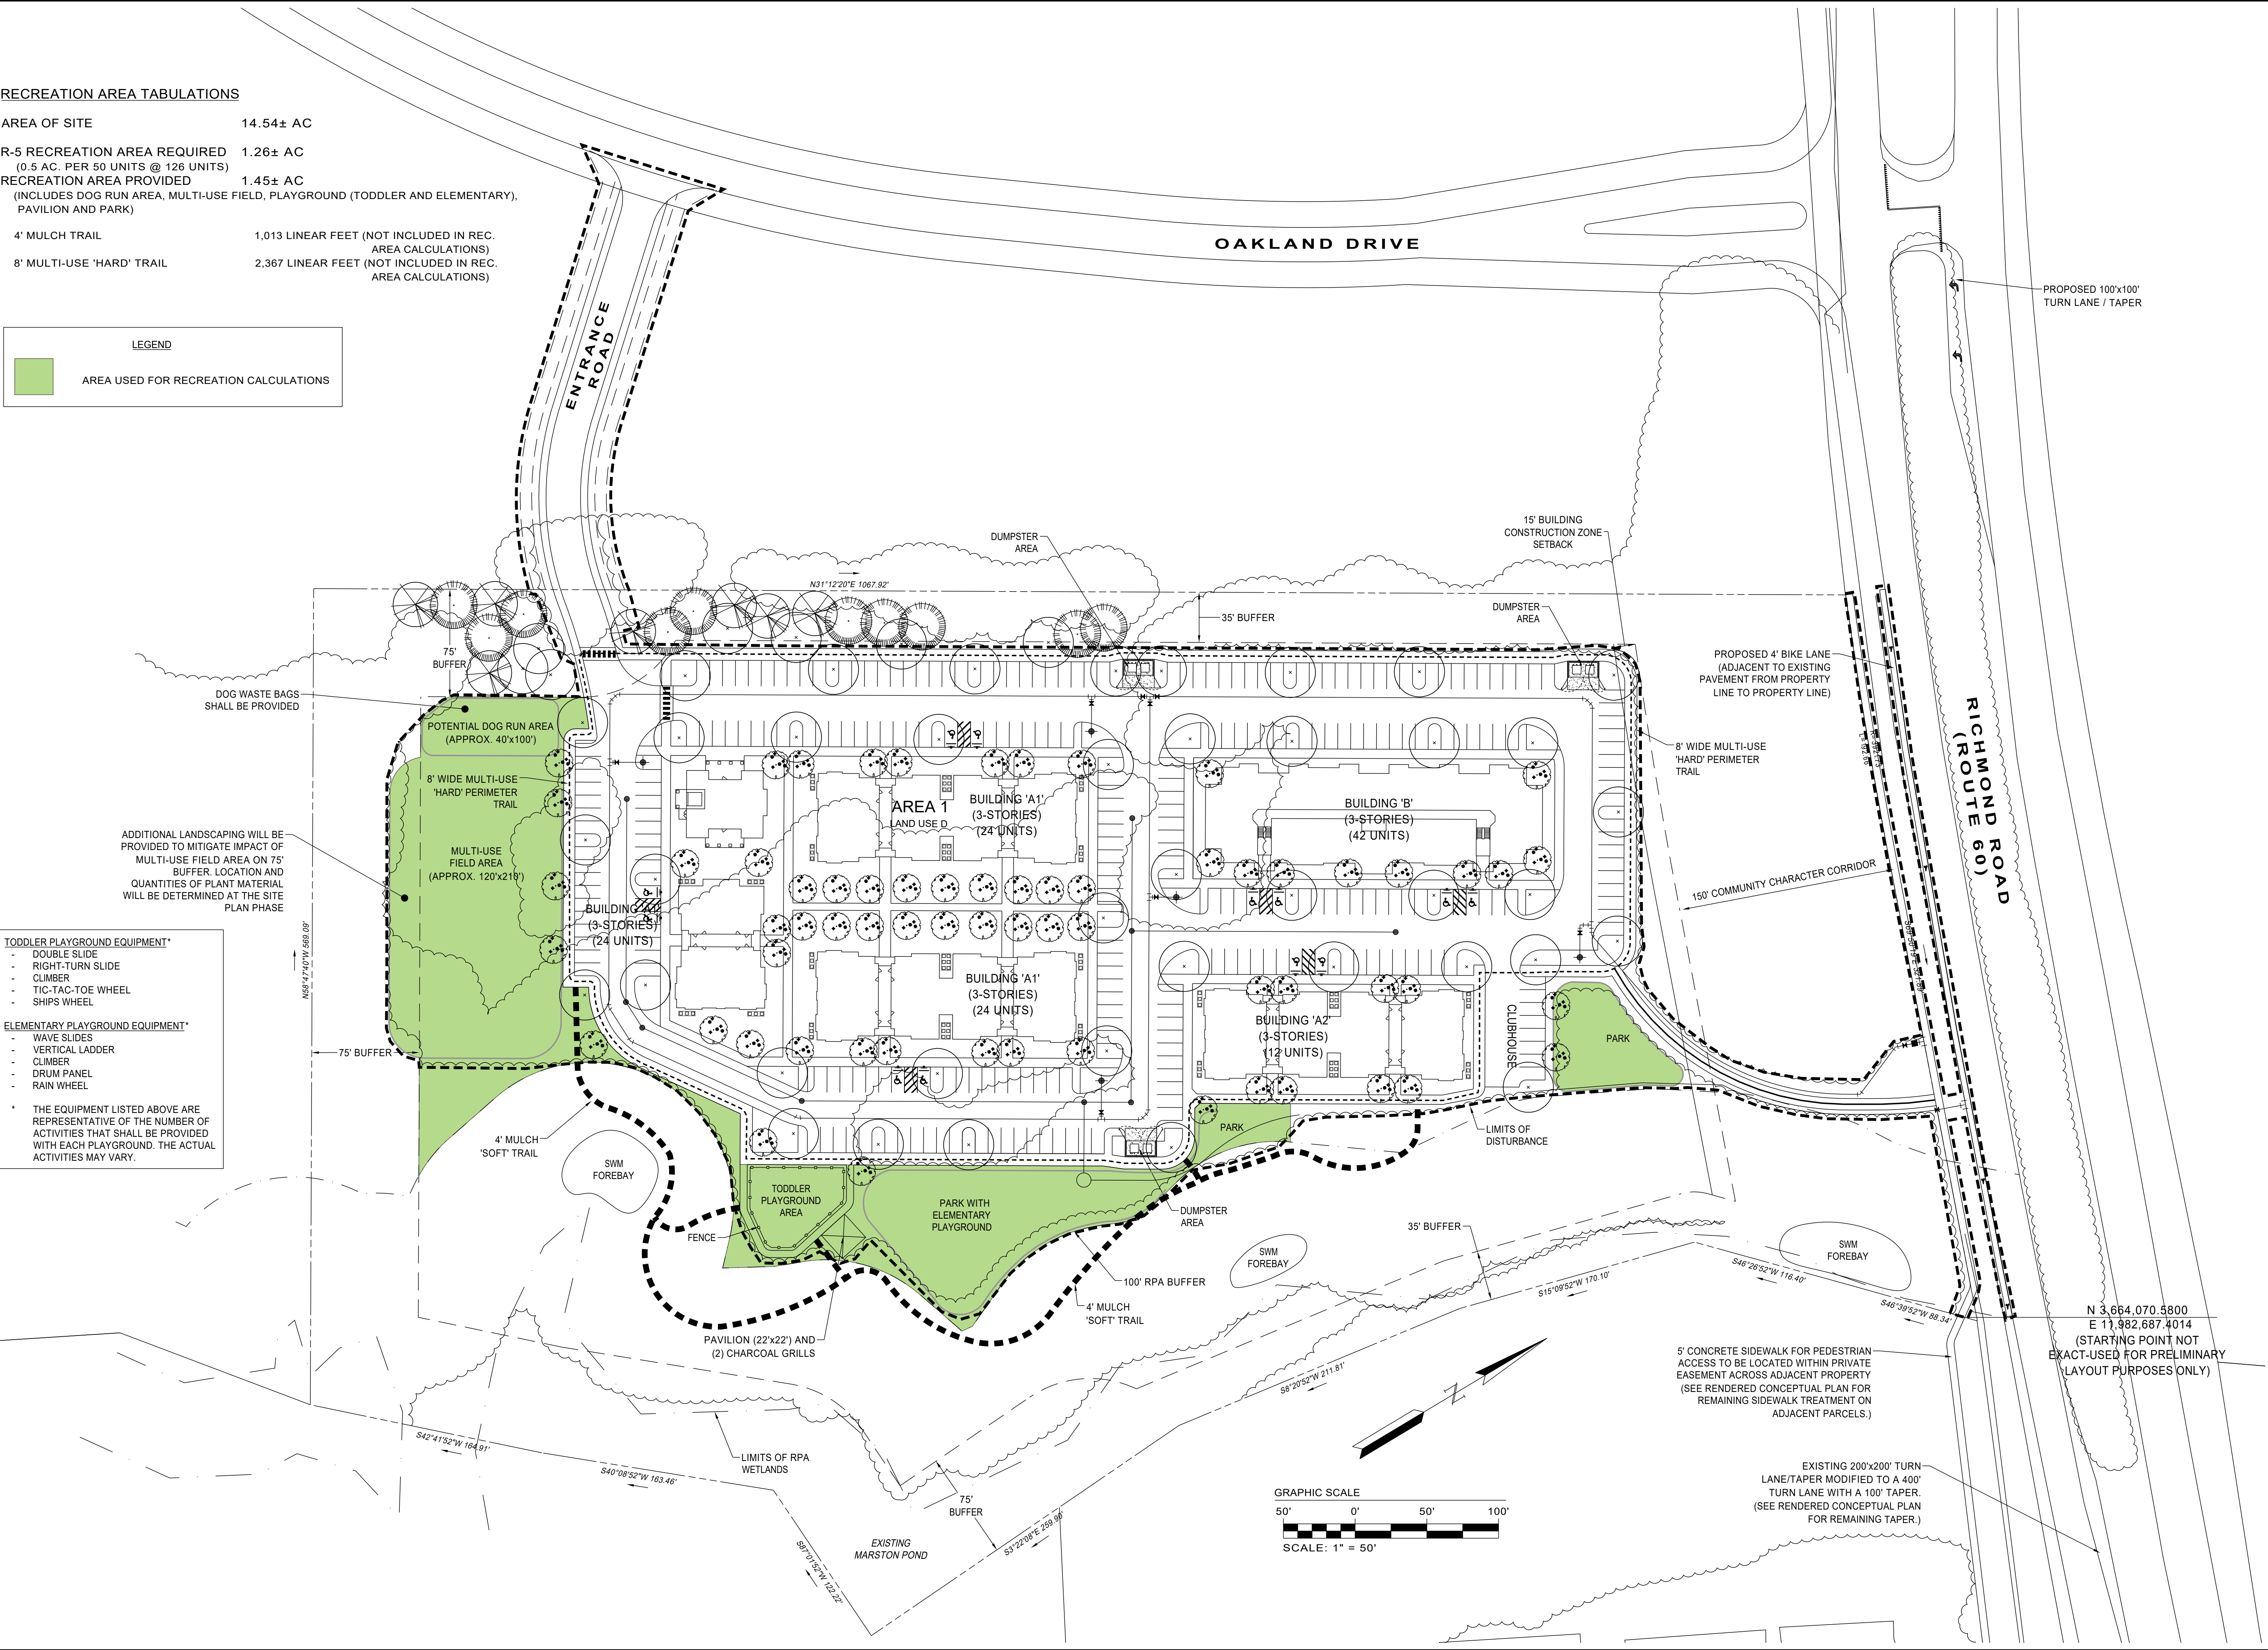 RECREATION AREA TABULATIONS
AREA OF SITE 14.54± AC
R-5 RECREATION AREA REQUIRED 1.26± AC
(0.5 AC. PER 50 UNITS @ 126 UNITS)
RECREATION AREA PROVIDED 1.45± AC
(INCLUDES DOG RUN AREA, MULTI-USE FIELD, PLAYGROUND (TODDLER AND ELEMENTARY),
PAVILION AND PARK)
4' MULCH TRAIL 1,013 LINEAR FEET (NOT INCLUDED IN REC.
AREA CALCULATIONS)
8' MULTI-USE 'HARD' TRAIL 2,367 LINEAR FEET (NOT INCLUDED IN REC.
AREA CALCULATIONS)
LEGEND
AREA USED FOR RECREATION CALCULATIONS
OAKLAND DRIVE
ENTRANCE
ROAD
PROPOSED 100'x100'
TURN LANE / TAPER
15' BUILDING
CONSTRUCTION ZONE
SETBACK
DUMPSTER
AREA
N31°12'20"E 1067.92'
35' BUFFER
DUMPSTER
AREA
75'
BUFFER
PROPOSED 4' BIKE LANE
(ADJACENT TO EXISTING
PAVEMENT FROM PROPERTY
LINE TO PROPERTY LINE)
RICHMOND ROAD
(ROUTE 60)
DOG WASTE BAGS
SHALL BE PROVIDED
POTENTIAL DOG RUN AREA
(APPROX. 40'x100')
8' WIDE MULTI-USE
'HARD' PERIMETER
TRAIL
8' WIDE MULTI-USE
'HARD' PERIMETER
TRAIL
AREA 1
LAND USE D
BUILDING 'A1'
(3-STORIES)
(24 UNITS)
BUILDING 'B'
(3-STORIES)
(42 UNITS)
ADDITIONAL LANDSCAPING WILL BE
PROVIDED TO MITIGATE IMPACT OF
MULTI-USE FIELD AREA ON 75'
BUFFER. LOCATION AND
QUANTITIES OF PLANT MATERIAL
WILL BE DETERMINED AT THE SITE
PLAN PHASE
MULTI-USE
FIELD AREA
(APPROX. 120'x210')
150' COMMUNITY CHARACTER CORRIDOR
BUILDING
(3-STORIES)
(24 UNITS)
N58°47'40"W 569.09'
TODDLER PLAYGROUND EQUIPMENT*
- DOUBLE SLIDE
- RIGHT-TURN SLIDE
- CLIMBER
- TIC-TAC-TOE WHEEL
- SHIPS WHEEL
ELEMENTARY PLAYGROUND EQUIPMENT*
- WAVE SLIDES
- VERTICAL LADDER
- CLIMBER
- DRUM PANEL
- RAIN WHEEL
* THE EQUIPMENT LISTED ABOVE ARE
REPRESENTATIVE OF THE NUMBER OF
ACTIVITIES THAT SHALL BE PROVIDED
WITH EACH PLAYGROUND. THE ACTUAL
ACTIVITIES MAY VARY.
BUILDING 'A1'
(3-STORIES)
(24 UNITS)
BUILDING 'A2'
(3-STORIES)
(12 UNITS)
CLUBHOUSE
PARK
75' BUFFER
4' MULCH
'SOFT' TRAIL
SWM
FOREBAY
PARK
LIMITS OF
DISTURBANCE
TODDLER
PLAYGROUND
AREA
PARK WITH
ELEMENTARY
PLAYGROUND
DUMPSTER
AREA
FENCE
35' BUFFER
SWM
FOREBAY
SWM
FOREBAY
100' RPA BUFFER
4' MULCH
'SOFT' TRAIL
S15°09'52"W 170.10'
S46°26'52"W 116.40'
S46°39'52"W 88.34'
N 3,664,070.5800
E 11,982,687.4014
(STARTING POINT NOT
EXACT-USED FOR PRELIMINARY
LAYOUT PURPOSES ONLY)
PAVILION (22'x22') AND
(2) CHARCOAL GRILLS
5' CONCRETE SIDEWALK FOR PEDESTRIAN
ACCESS TO BE LOCATED WITHIN PRIVATE
EASEMENT ACROSS ADJACENT PROPERTY
(SEE RENDERED CONCEPTUAL PLAN FOR
REMAINING SIDEWALK TREATMENT ON
ADJACENT PARCELS.)
S8°20'52"W 211.81'
S42°41'52"W 164.91'
S40°08'52"W 163.46'
LIMITS OF RPA
WETLANDS
75'
BUFFER
EXISTING
MARSTON POND
S87°01'52"W 122.22'
S3°22'08"E 259.90'
GRAPHIC SCALE
50' 0' 50' 100'
SCALE: 1" = 50'
EXISTING 200'x200' TURN
LANE/TAPER MODIFIED TO A 400'
TURN LANE WITH A 100' TAPER.
(SEE RENDERED CONCEPTUAL PLAN
FOR REMAINING TAPER.)